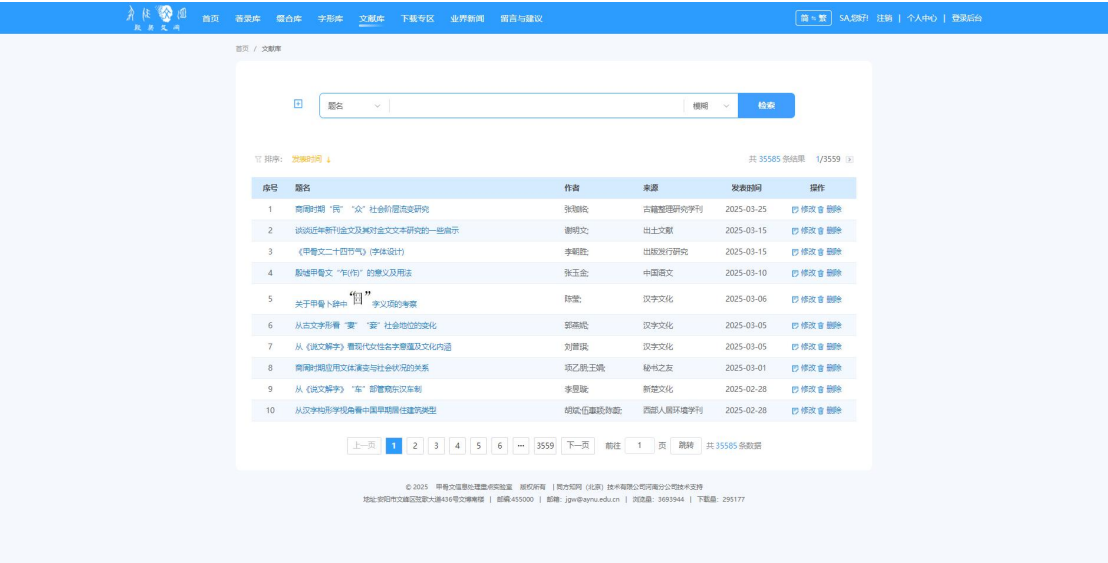 殷契文渊
首页 著录库 缀合库 字形库 文献库 下载专区 业界新闻 留言与建议 简⇋繁 SA,您好! 注销 | 个人中心 | 登录后台
首页 / 文献库
题名 模糊 检索
排序: 发表时间 ↓ 共 35585 条结果 1/3559
序号 题名 作者 来源 发表时间 操作
1 商周时期“民”“众”社会阶层流变研究 古籍整理研究学刊 2025-03-25 修改 删除
2 谈谈近年新刊金文及其对金文文本研究的一些启示 谢明文; 出土文献 2025-03-15 修改 删除
3 《甲骨文二十四节气》(字体设计) 李朝胜; 出版发行研究 2025-03-15 修改 删除
4 殷墟甲骨文“乍(作)”的意义及用法 张玉金; 中国语文 2025-03-10 修改 删除
5 关于甲骨卜辞中“ ”字义项的考察 陈莹; 汉字文化 2025-03-06 修改 删除
6 从古文字形看“妻”“妾”社会地位的变化 郭燕妮; 汉字文化 2025-03-05 修改 删除
7 从《说文解字》看现代女性名字意蕴及文化内涵 刘蕾琪; 汉字文化 2025-03-05 修改 删除
8 商周时期应用文体演变与社会状况的关系 项乙朋;王娟; 秘书之友 2025-03-01 修改 删除
9 从《说文解字》“车”部管窥东汉车制 新楚文化 2025-02-28 修改 删除
10 从汉字构形学视角看中国早期居住建筑类型 胡斌; 西部人居环境学刊 2025-02-28 修改 删除
上一页 1 2 3 4 5 6 ··· 3559 下一页 前往 1 页 跳转 共35585 条数据
© 2025 甲骨文信息处理重点实验室 版权所有 | 同方知网（北京）技术有限公司河南分公司技术支持
地址:安阳市文峰区弦歌大道436号文博南楼 | 邮编:455000 | 邮箱: jgw@aynu.edu.cn | 浏览量: 3693944 | 下载量: 295177